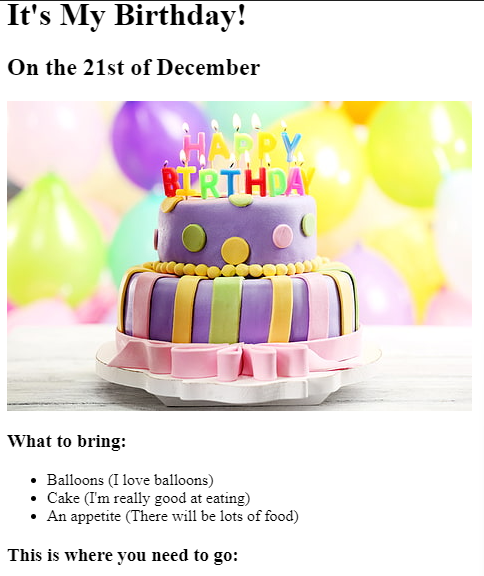 It's My Birthday!
On the 21st of December
HAPPY
BIRTHDAY
What to bring:
Balloons (I love balloons)
Cake (I'm really good at eating)
An appetite (There will be lots of food)
This is where you need to go: